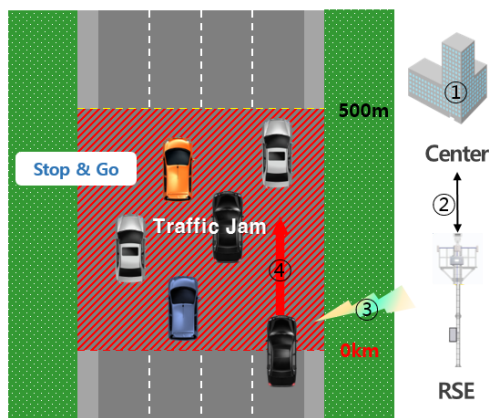 ①
500m
Center
Stop & Go
②
Traffic Jam
④
③
0km
RSE